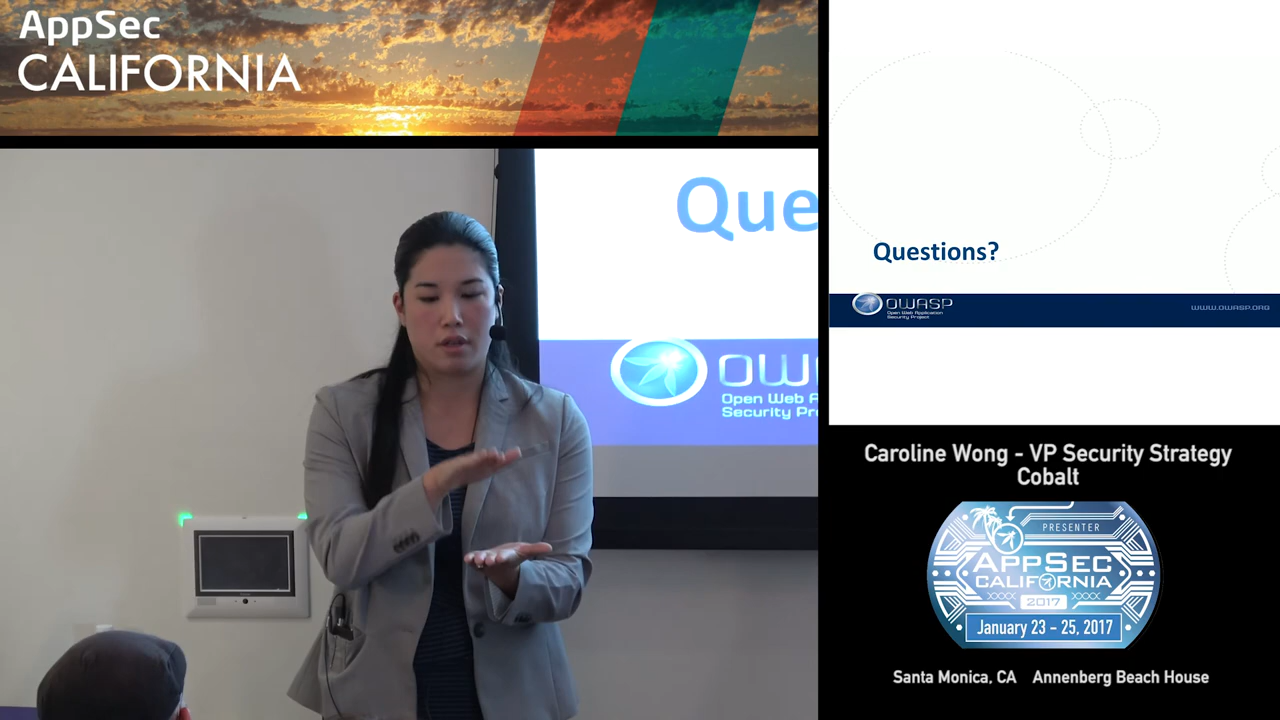 AppSec
CALIFORNIA
Que
OW
Open Web A
Security Pro
Questions?
OWASP
Open Web Application
Security Project
WWW.OWASP.ORG
Caroline Wong - VP Security Strategy
Cobalt
PRESENTER
APPSEC
CALIFORNIA
2017
January 23 - 25, 2017
Santa Monica, CA Annenberg Beach House